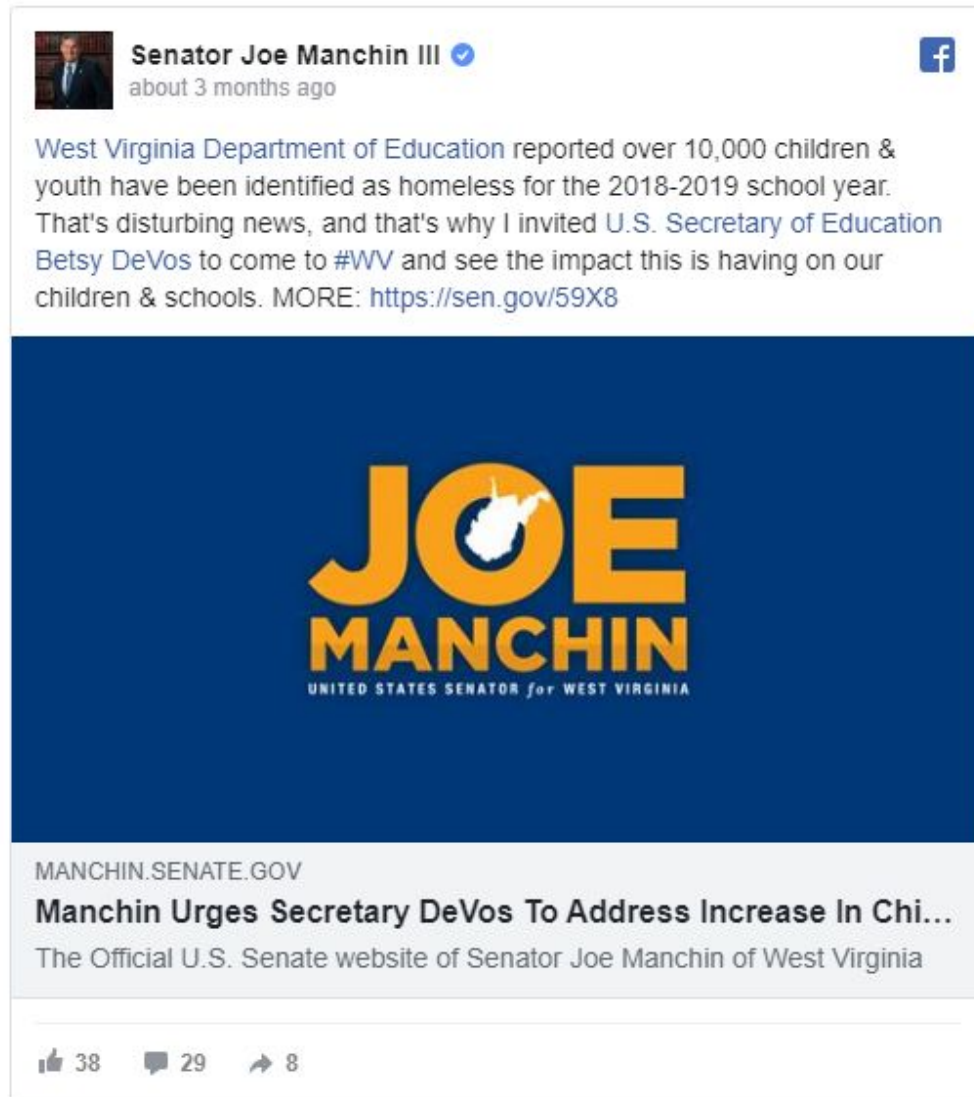 Senator Joe Manchin III
about 3 months ago
West Virginia Department of Education reported over 10,000 children &
youth have been identified as homeless for the 2018-2019 school year.
That's disturbing news, and that's why I invited U.S. Secretary of Education
Betsy DeVos to come to #WV and see the impact this is having on our
children & schools. MORE: https://sen.gov/59X8
JOE
MANCHIN
UNITED STATES SENATOR for WEST VIRGINIA
MANCHIN.SENATE.GOV
Manchin Urges Secretary DeVos To Address Increase In Chi...
The Official U.S. Senate website of Senator Joe Manchin of West Virginia
38 29 8